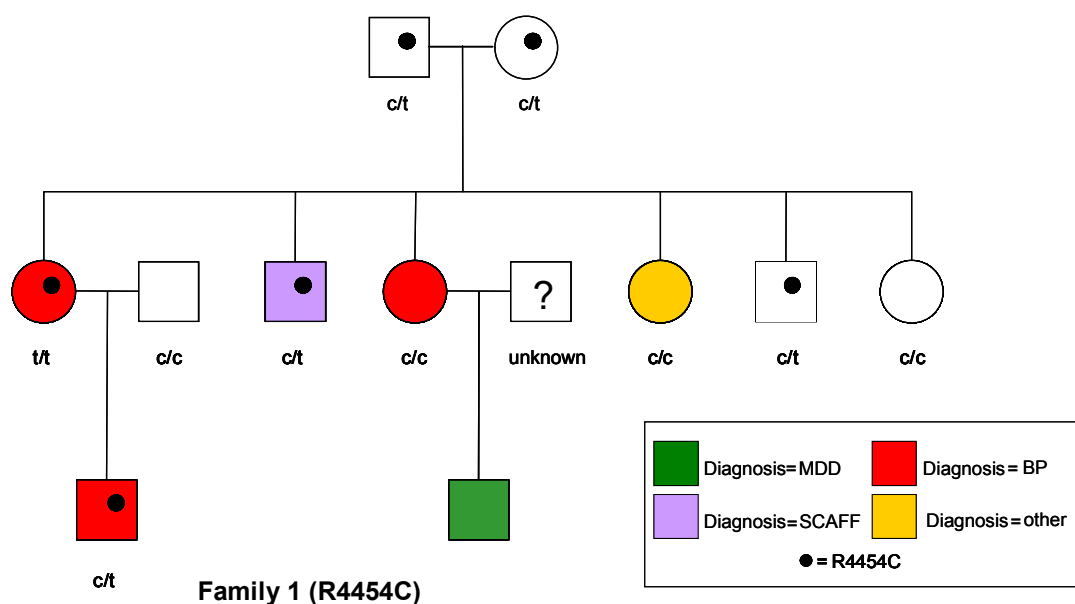 c/t
c/t
?
t/t
c/c
c/t
c/c
unknown
c/c
c/t
c/c
Diagnosis=MDD
Diagnosis= BP
Diagnosis=SCAFF
Diagnosis=other
= R4454C
c/t
Family 1 (R4454C)